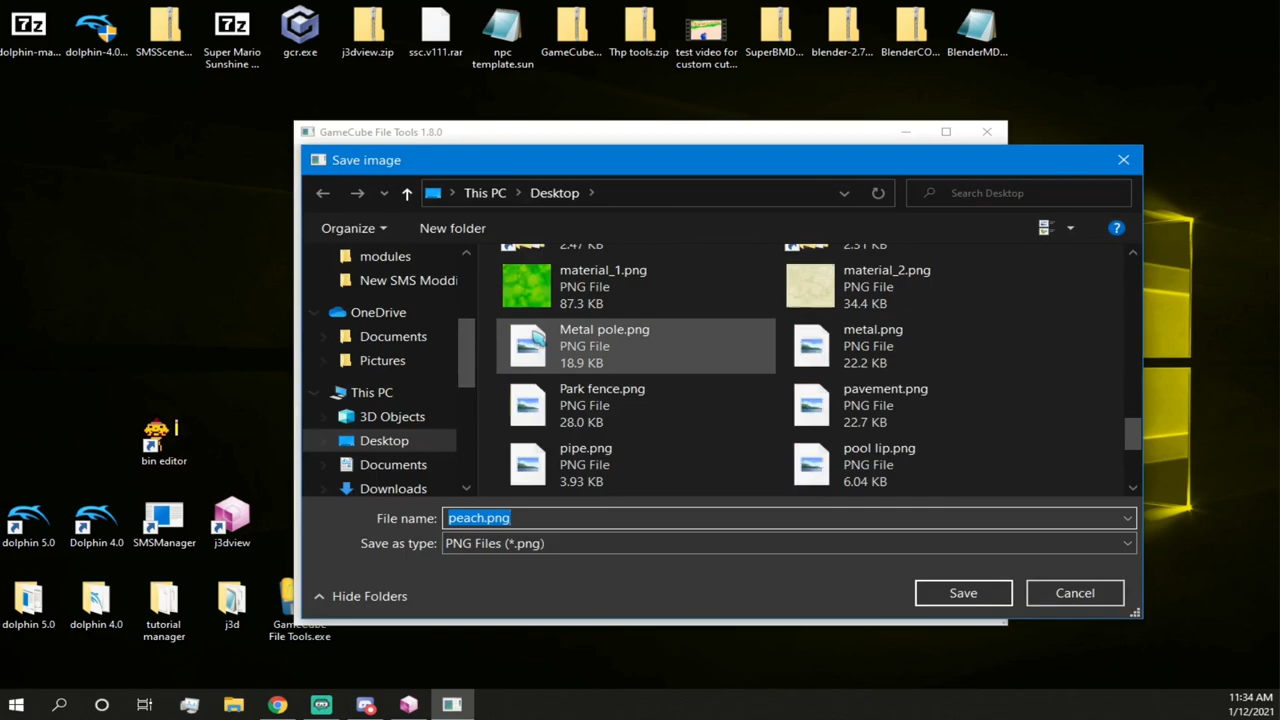 dolphin-ma...
dolphin-4.0...
SMSScene...
Super Mario
Sunshine ...
gcr.exe
j3dview.zip
ssc.v111.rar
npc
template.sun
GameCube...
Thp tools.zip
test video for
custom cut...
SuperBMD...
blender-2.7...
BlenderCO...
BlenderMD...
GameCube File Tools 1.8.0
Save image
This PC
Desktop
Search Desktop
Organize
New folder
modules
New SMS Moddi
OneDrive
Documents
Pictures
This PC
3D Objects
Desktop
Documents
Downloads
2.47 KB
2.31 KB
material_1.png
PNG File
87.3 KB
material_2.png
PNG File
34.4 KB
Metal pole.png
PNG File
18.9 KB
metal.png
PNG File
22.2 KB
Park fence.png
PNG File
28.0 KB
pavement.png
PNG File
22.7 KB
pipe.png
PNG File
3.93 KB
pool lip.png
PNG File
6.04 KB
File name:
peach.png
Save as type:
PNG Files (*.png)
Hide Folders
Save
Cancel
bin editor
dolphin 5.0
Dolphin 4.0
SMSManager
j3dview
dolphin 5.0
dolphin 4.0
tutorial
manager
j3d
GameCube
File Tools.exe
11:34 AM
1/12/2021